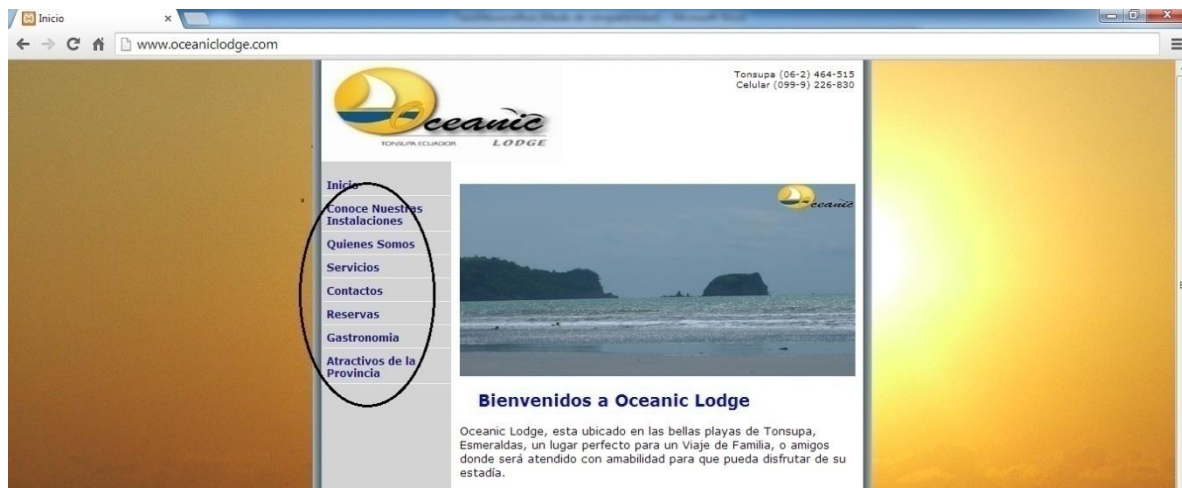 Inicio
www.oceaniclodge.com
Tonsupa (06-2) 464-515
Celular (099-9) 226-830
Oceanic
TONSUPA ECUADOR LODGE
Inicio
Conoce Nuestras
Instalaciones
Quienes Somos
Servicios
Contactos
Reservas
Gastronomia
Atractivos de la
Provincia
Oceanic
Bienvenidos a Oceanic Lodge
Oceanic Lodge, esta ubicado en las bellas playas de Tonsupa,
Esmeraldas, un lugar perfecto para un Viaje de Familia, o amigos
donde será atendido con amabilidad para que pueda disfrutar de su
estadía.